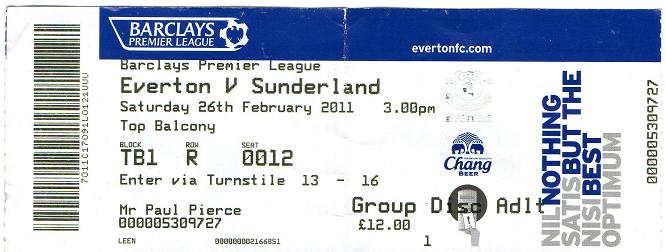 BARCLAYS
PREMIER LEAGUE
evertonfc.com
Barclays Premier League
Everton V Sunderland
Saturday 26th February 2011 3.00pm
Top Balcony
BLOCK ROW SEAT
TB1 R 0012
Enter via Turnstile 13 - 16
Mr Paul Pierce
000005309727
LEEN 00000002166851
Group Disc Adlt
£12.00
1
Chang
BEER
NOTHING
BUT THE
BEST
NIL
SATIS
NISI
OPTIMUM
000005309727